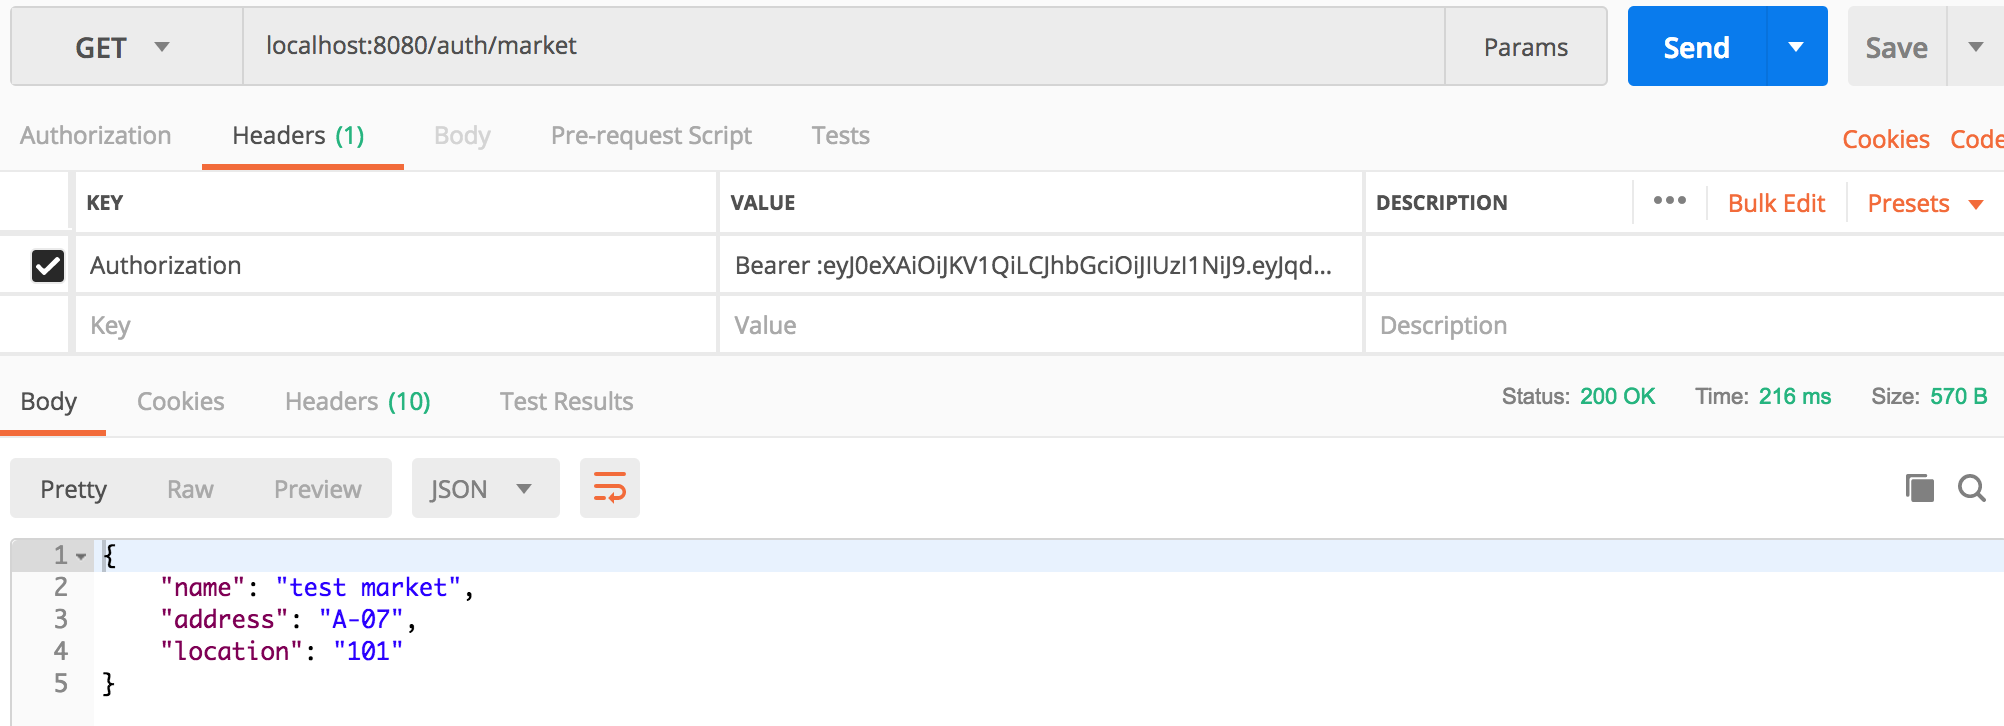 GET localhost:8080/auth/market Params Send Save
Authorization Headers (1) Body Pre-request Script Tests Cookies Code
KEY VALUE DESCRIPTION ••• Bulk Edit Presets
Authorization Bearer :eyJ0eXAiOiJKV1QiLCJhbGciOiJIUzI1NiJ9.eyJqd...
Key Value Description
Body Cookies Headers (10) Test Results Status: 200 OK Time: 216 ms Size: 570 B
Pretty Raw Preview JSON
1 {
2 "name": "test market",
3 "address": "A-07",
4 "location": "101"
5 }